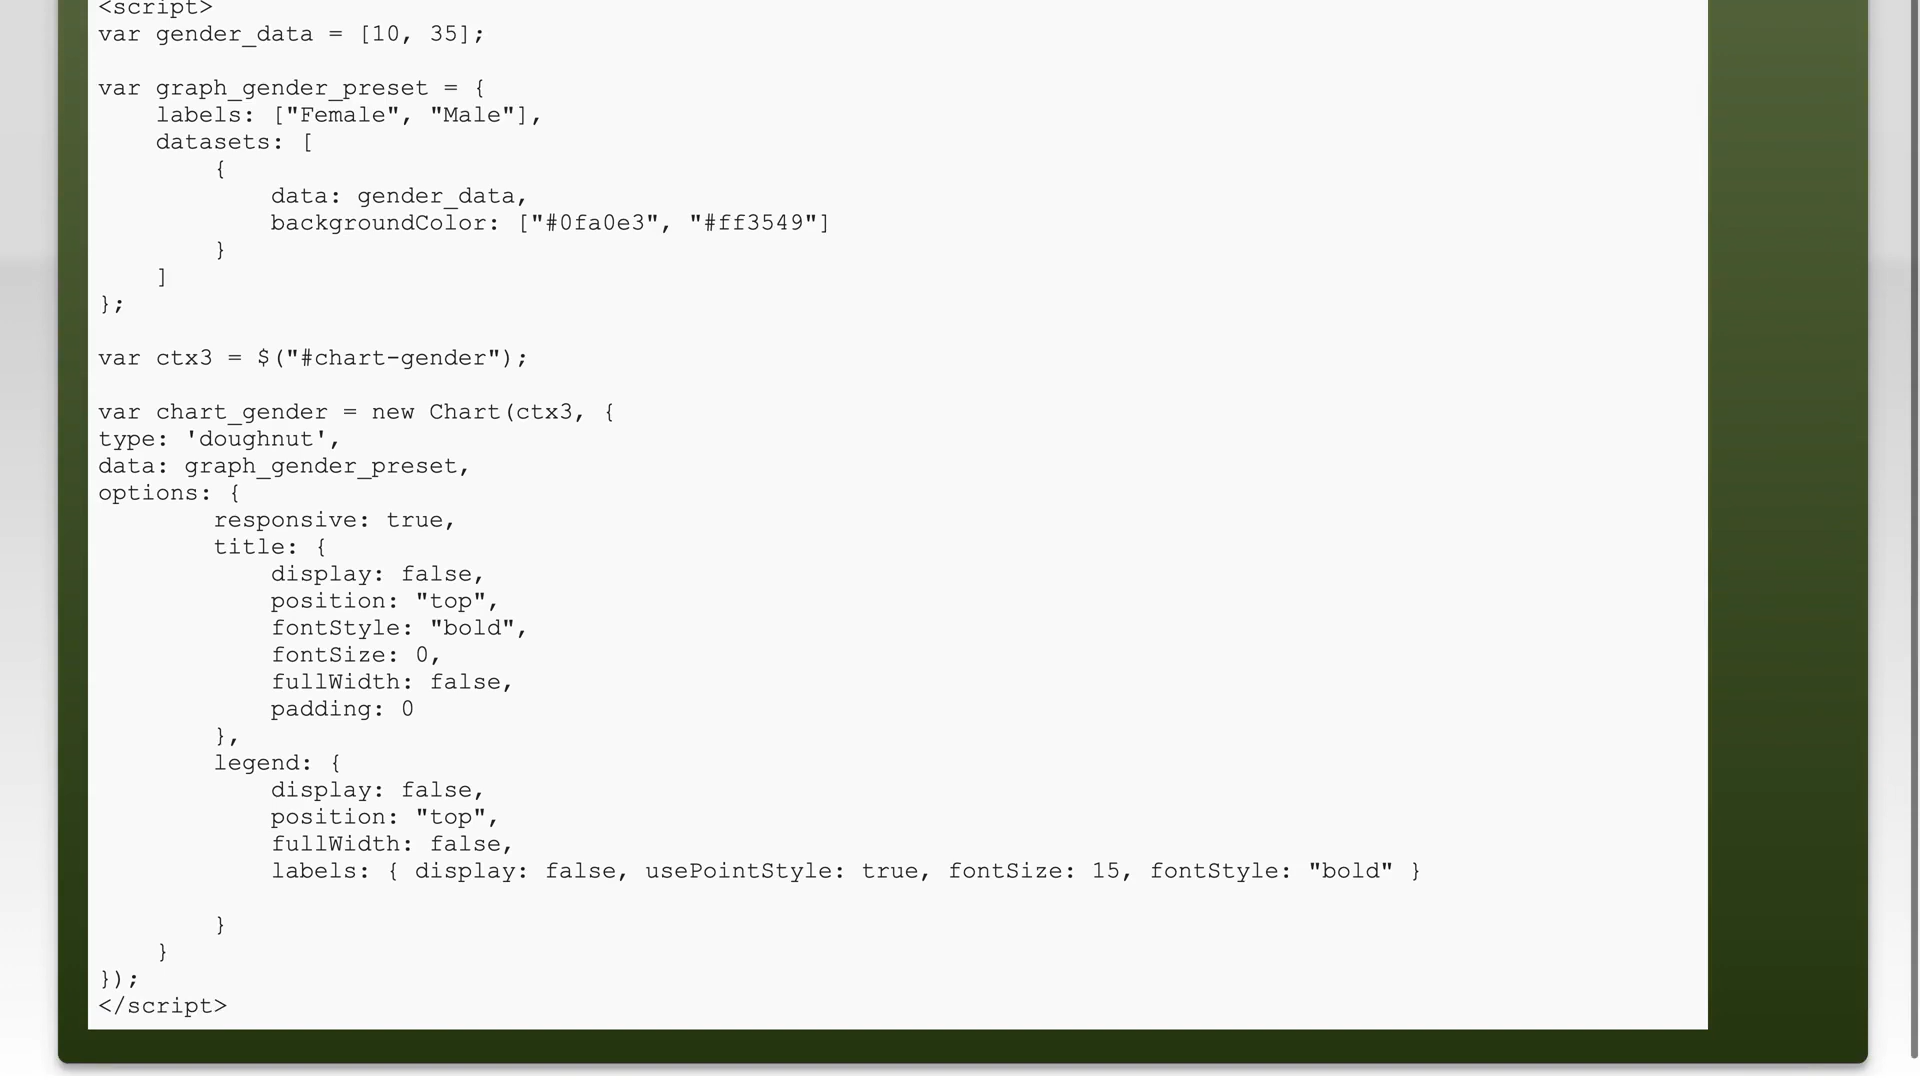 <script>
var gender_data = [10, 35];
var graph_gender_preset = {
    labels: ["Female", "Male"],
    datasets: [
        {
            data: gender_data,
            backgroundColor: ["#0fa0e3", "#ff3549"]
        }
    ]
};
var ctx3 = $("#chart-gender");
var chart_gender = new Chart(ctx3, {
type: 'doughnut',
data: graph_gender_preset,
options: {
        responsive: true,
        title: {
            display: false,
            position: "top",
            fontStyle: "bold",
            fontSize: 0,
            fullWidth: false,
            padding: 0
        },
        legend: {
            display: false,
            position: "top",
            fullWidth: false,
            labels: { display: false, usePointStyle: true, fontSize: 15, fontStyle: "bold" }
        }
    }
});
</script>